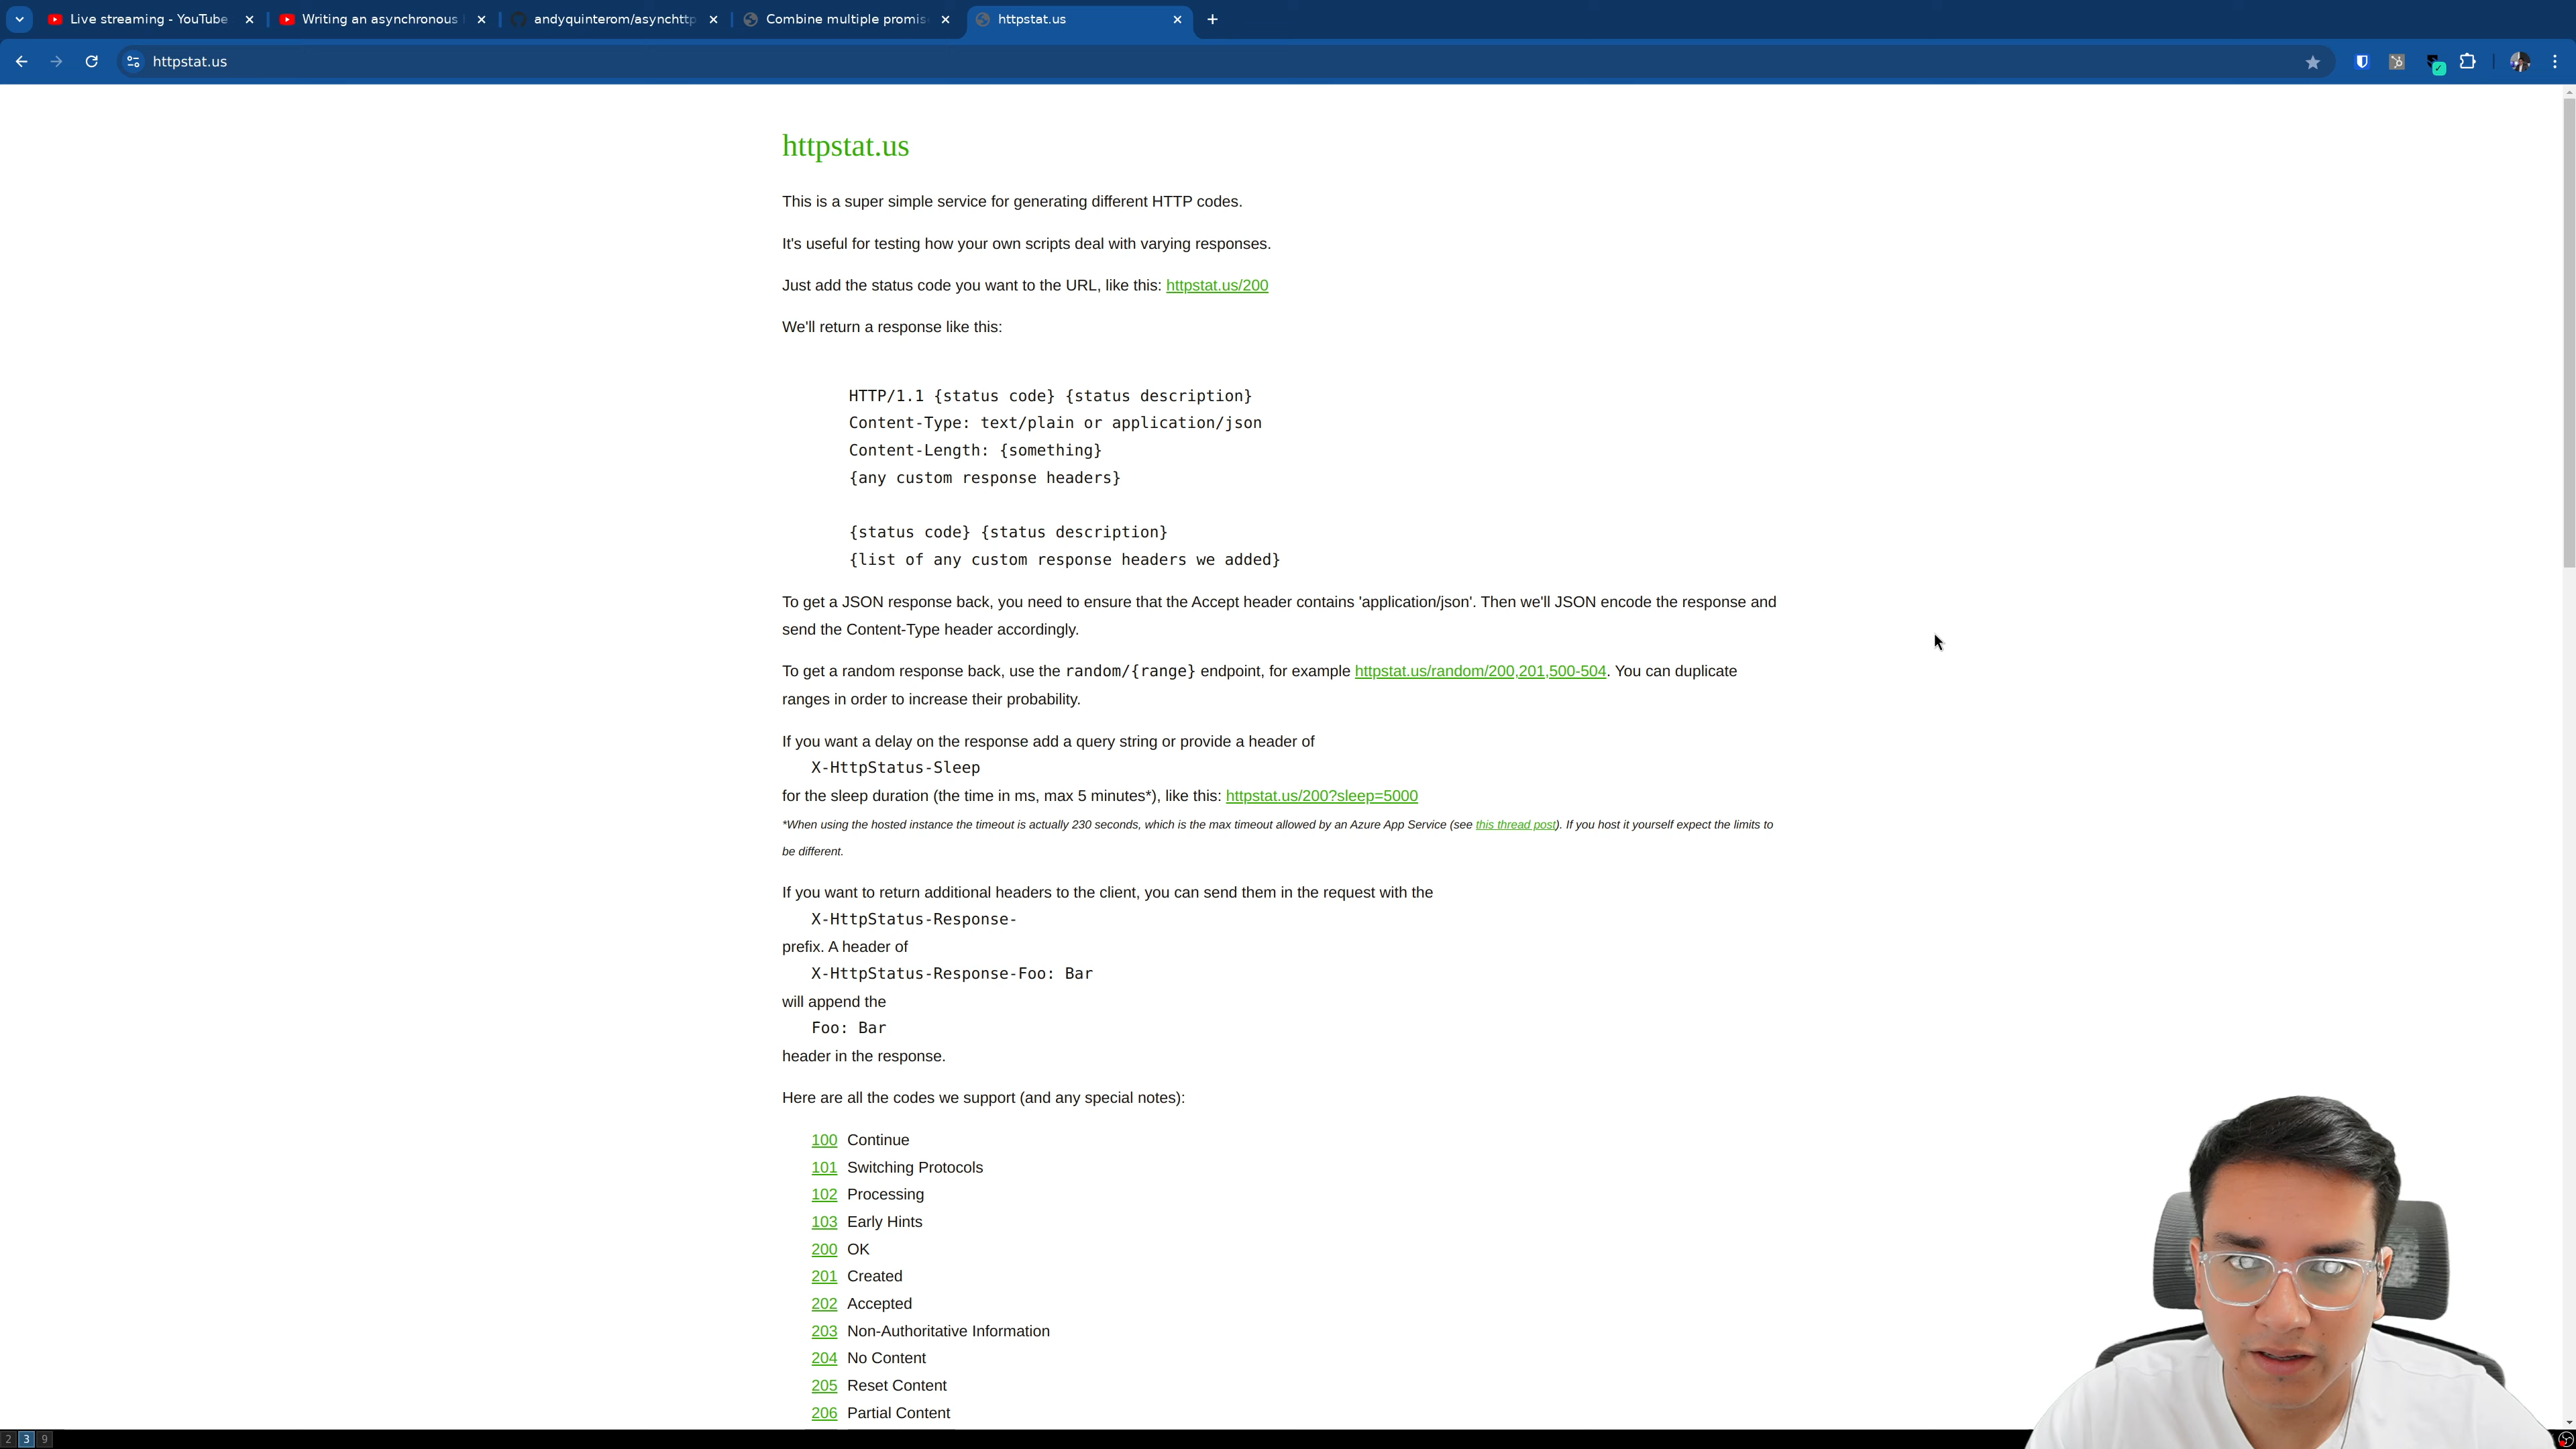 Live streaming - YouTube
Writing an asynchronous
andyquinterom/asynchttp
Combine multiple promis
httpstat.us
httpstat.us
httpstat.us
This is a super simple service for generating different HTTP codes.
It's useful for testing how your own scripts deal with varying responses.
Just add the status code you want to the URL, like this: httpstat.us/200
We'll return a response like this:
HTTP/1.1 {status code} {status description}
Content-Type: text/plain or application/json
Content-Length: {something}
{any custom response headers}
{status code} {status description}
{list of any custom response headers we added}
To get a JSON response back, you need to ensure that the Accept header contains 'application/json'. Then we'll JSON encode the response and
send the Content-Type header accordingly.
To get a random response back, use the random/{range} endpoint, for example httpstat.us/random/200,201,500-504. You can duplicate
ranges in order to increase their probability.
If you want a delay on the response add a query string or provide a header of
X-HttpStatus-Sleep
for the sleep duration (the time in ms, max 5 minutes*), like this: httpstat.us/200?sleep=5000
*When using the hosted instance the timeout is actually 230 seconds, which is the max timeout allowed by an Azure App Service (see this thread post). If you host it yourself expect the limits to
be different.
If you want to return additional headers to the client, you can send them in the request with the
X-HttpStatus-Response-
prefix. A header of
X-HttpStatus-Response-Foo: Bar
will append the
Foo: Bar
header in the response.
Here are all the codes we support (and any special notes):
100 Continue
101 Switching Protocols
102 Processing
103 Early Hints
200 OK
201 Created
202 Accepted
203 Non-Authoritative Information
204 No Content
205 Reset Content
206 Partial Content
2 3 9